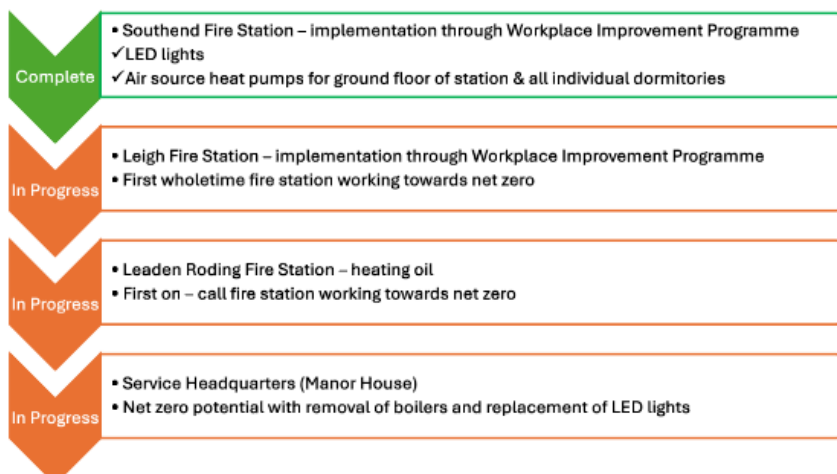 Complete
• Southend Fire Station – implementation through Workplace Improvement Programme
✓LED lights
✓Air source heat pumps for ground floor of station & all individual dormitories
In Progress
• Leigh Fire Station – implementation through Workplace Improvement Programme
• First wholetime fire station working towards net zero
In Progress
• Leaden Roding Fire Station – heating oil
• First on – call fire station working towards net zero
In Progress
• Service Headquarters (Manor House)
• Net zero potential with removal of boilers and replacement of LED lights